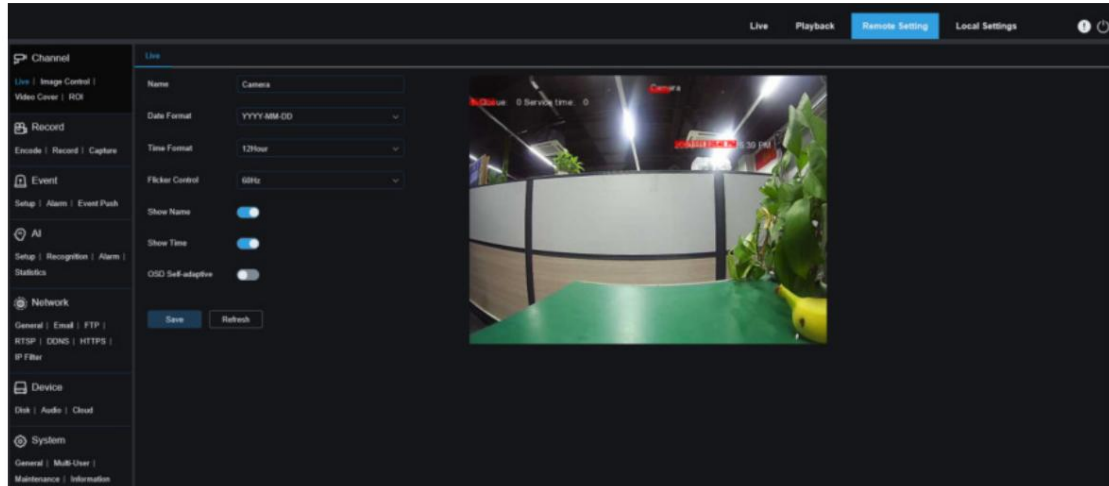 Live Playback Remote Setting Local Settings
Channel
Live | Image Control |
Video Cover | ROI
Record
Encode | Record | Capture
Event
Setup | Alarm | Event Push
AI
Setup | Recognition | Alarm |
Statistics
Network
General | Email | FTP |
RTSP | DDNS | HTTPS |
IP Filter
Device
Disk | Audio | Cloud
System
General | Multi-User |
Maintenance | Information
Live
Name Camera
Date Format YYYY-MM-DD
Time Format 12Hour
Flicker Control 60Hz
Show Name
Show Time
OSD Self-adaptive
Save Refresh
Camera
0 Service time: 0
PM